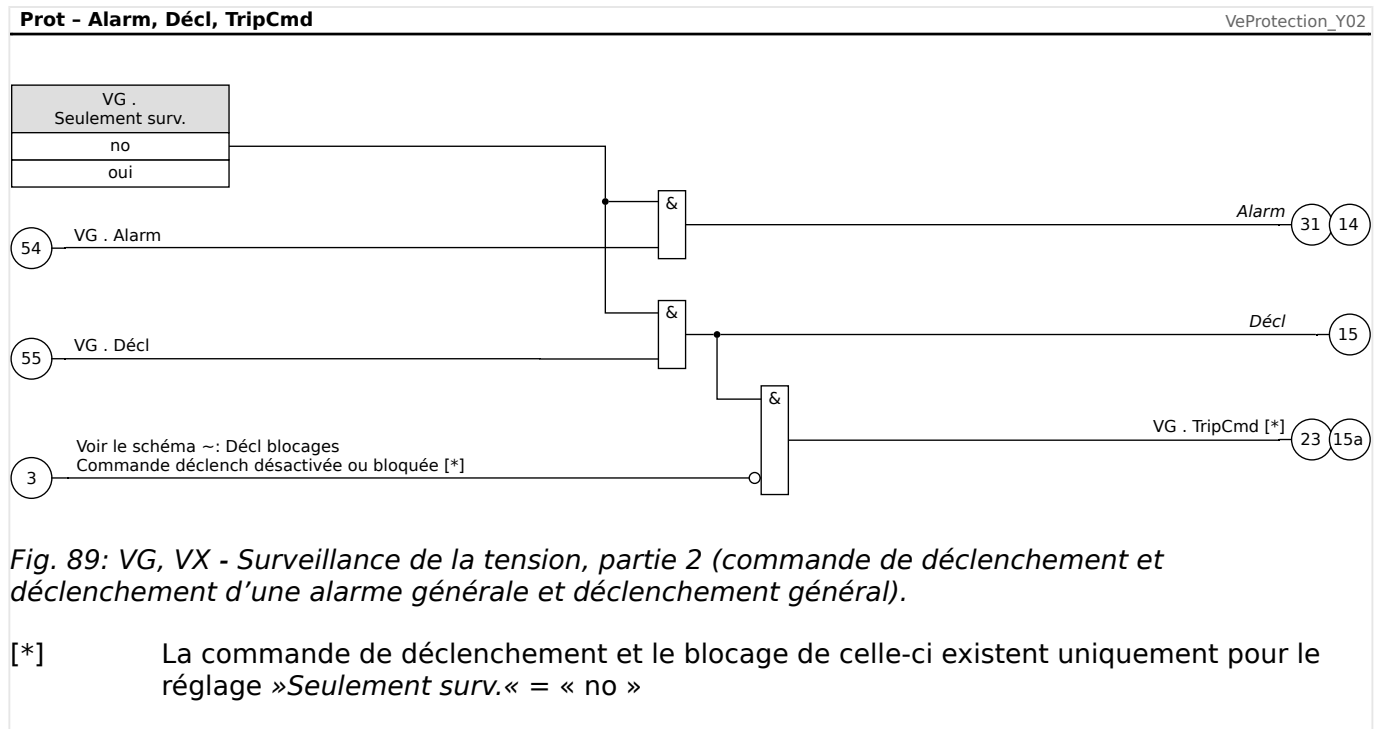 Prot – Alarm, Décl, TripCmd
VeProtection_Y02
VG .
Seulement surv.
no
oui
&
Alarm
31
14
54
VG . Alarm
&
Décl
15
55
VG . Décl
&
VG . TripCmd [*]
23
15a
Voir le schéma ~: Décl blocages
Commande déclench désactivée ou bloquée [*]
3
Fig. 89: VG, VX - Surveillance de la tension, partie 2 (commande de déclenchement et
déclenchement d’une alarme générale et déclenchement général).
[*] La commande de déclenchement et le blocage de celle-ci existent uniquement pour le
réglage »Seulement surv.« = « no »